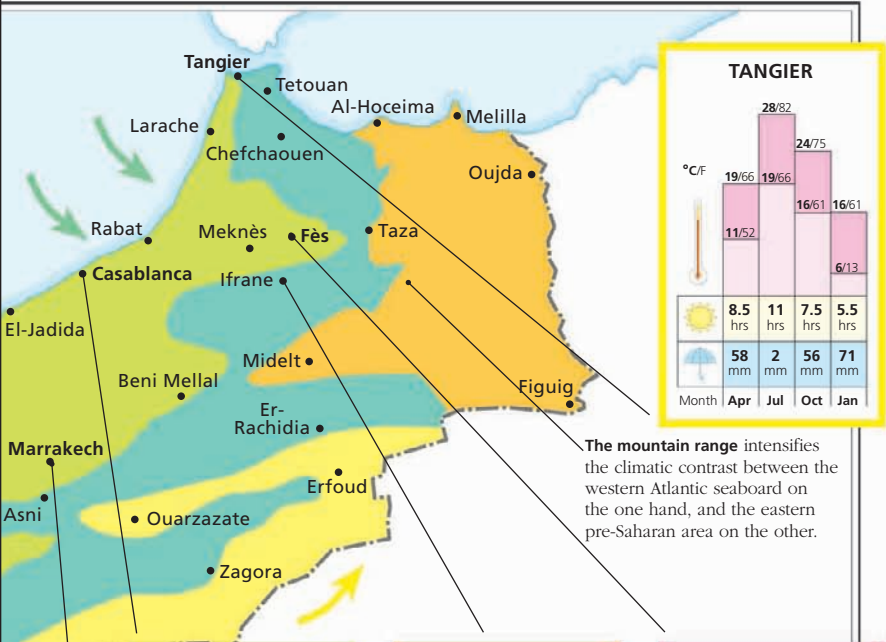 Tangier
Tetouan
Al-Hoceima
Melilla
Larache
Chefchaouen
Oujda
Rabat
Meknès
Fès
Taza
Casablanca
Ifrane
El-Jadida
Midelt
Beni Mellal
Figuig
Er-
Rachidia
Marrakech
Erfoud
Asni
Ouarzazate
Zagora
TANGIER
28/82
24/75
°C/F
19/66
19/66
16/61
16/61
11/52
6/13
8.5 11 7.5 5.5
hrs hrs hrs hrs
58 2 56 71
mm mm mm mm
Month Apr Jul Oct Jan
The mountain range intensifies
the climatic contrast between the
western Atlantic seaboard on
the one hand, and the eastern
pre-Saharan area on the other.